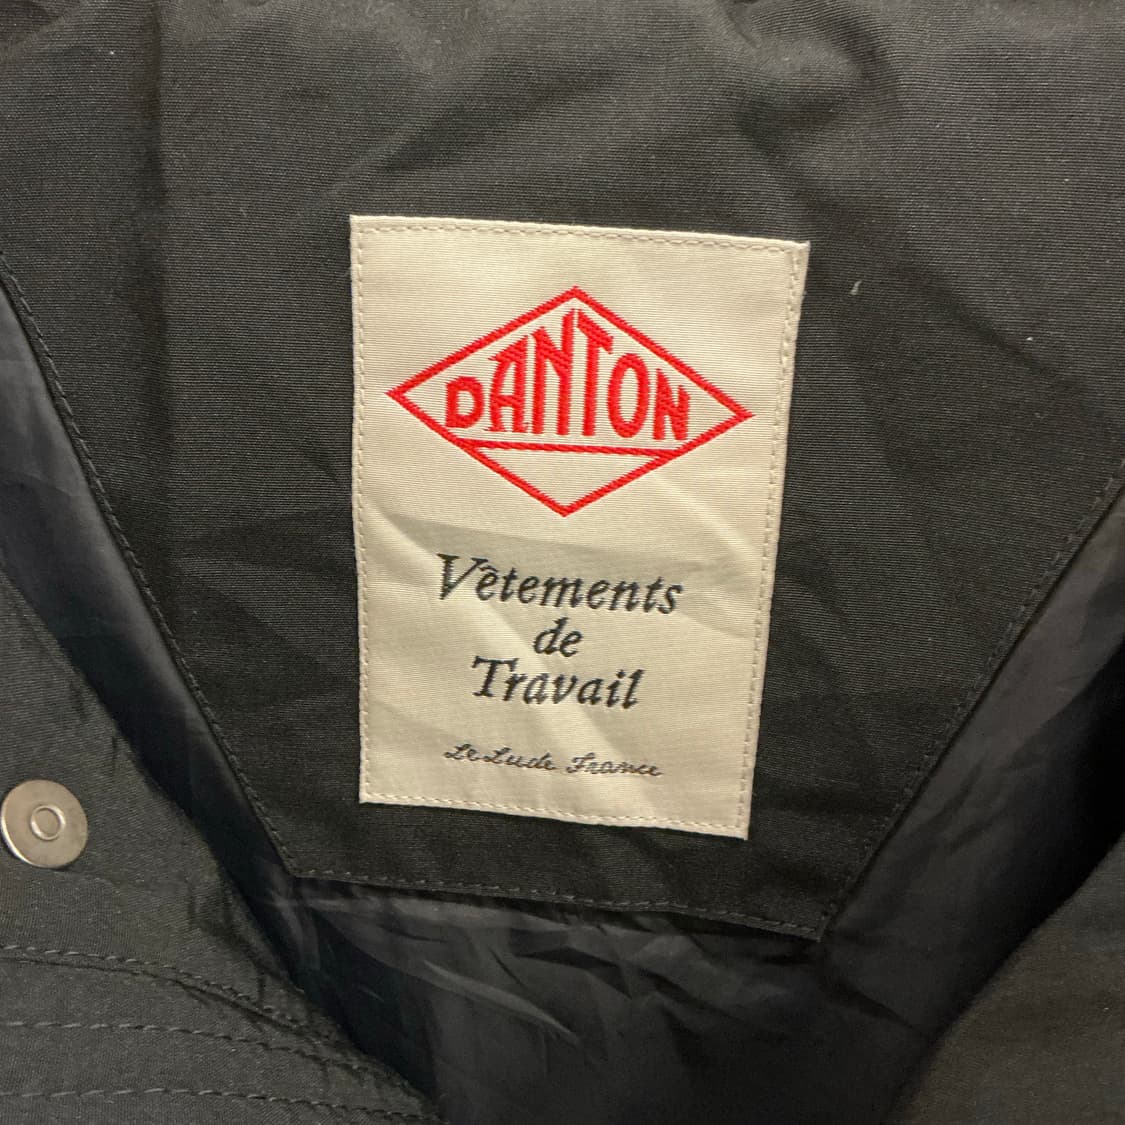 DANTON
Vêtements
de
Travail
Le Lude France